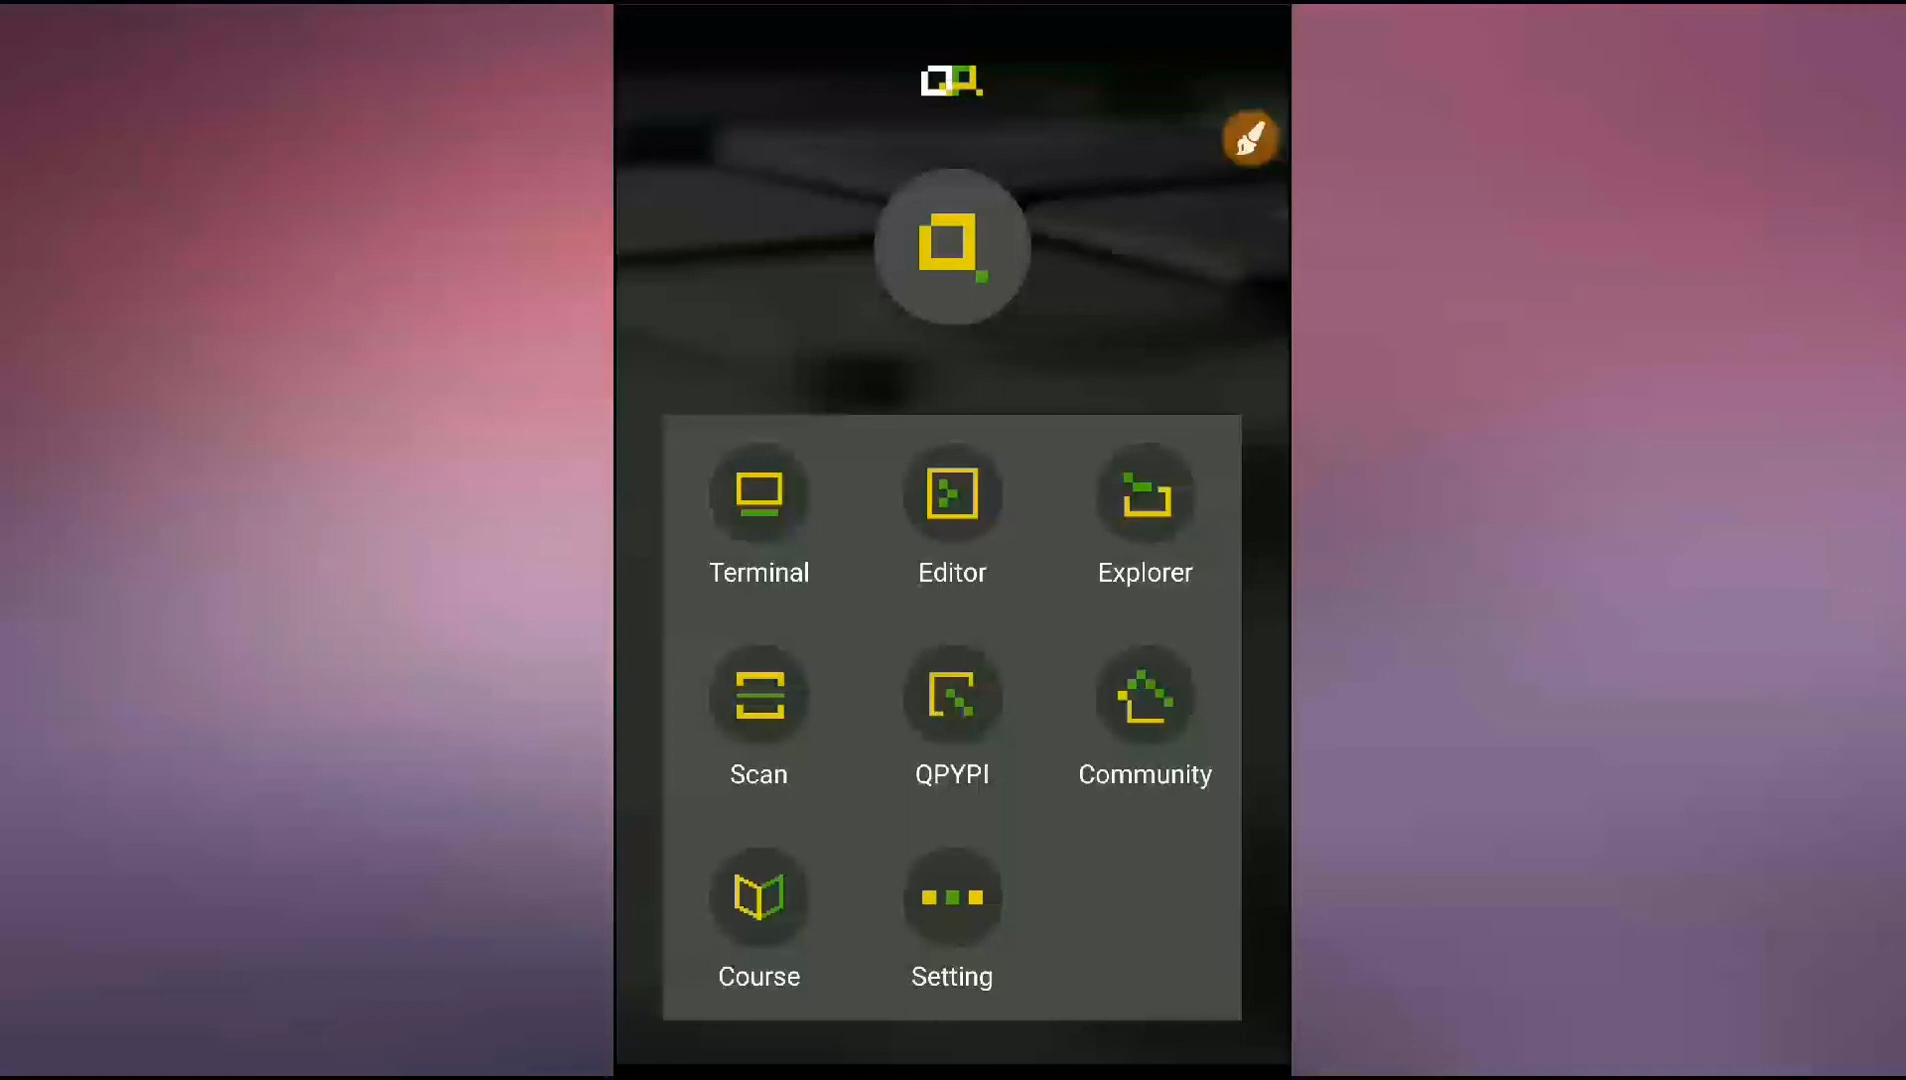 Terminal
Editor
Explorer
Scan
QPYPI
Community
Course
Setting